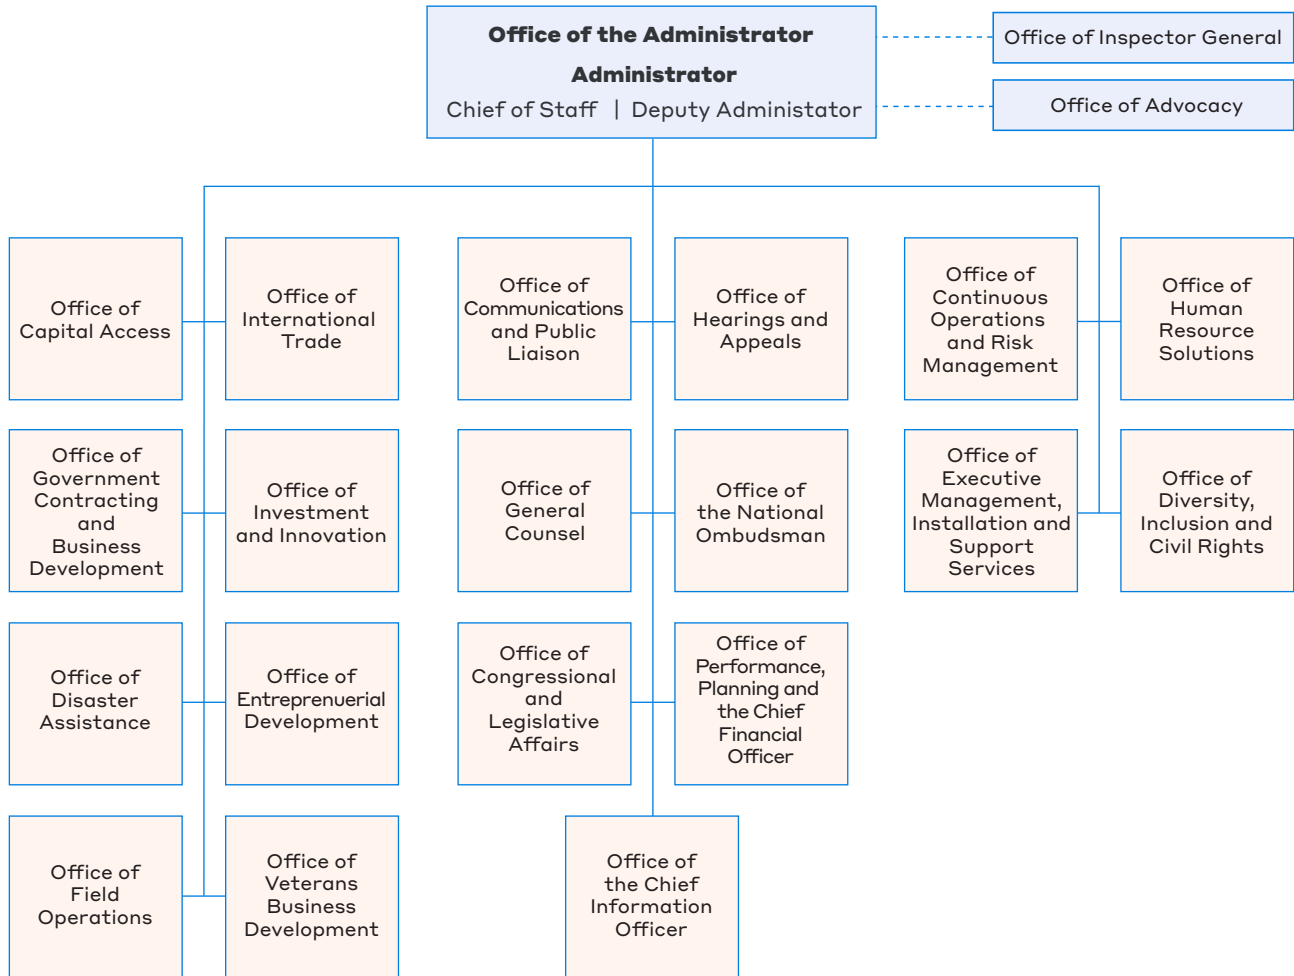 Office of the Administrator
Administrator
Chief of Staff | Deputy Administator
Office of Inspector General
Office of Advocacy
Office of
Capital Access
Office of
International
Trade
Office of
Communications
and Public
Liaison
Office of
Hearings and
Appeals
Office of
Continuous
Operations
and Risk
Management
Office of
Human
Resource
Solutions
Office of
Government
Contracting
and
Business
Development
Office of
Investment
and Innovation
Office of
General
Counsel
Office of
the National
Ombudsman
Office of
Executive
Management,
Installation and
Support
Services
Office of
Diversity,
Inclusion and
Civil Rights
Office of
Disaster
Assistance
Office of
Entreprenuerial
Development
Office of
Congressional
and
Legislative
Affairs
Office of
Performance,
Planning and
the Chief
Financial
Officer
Office of
Field
Operations
Office of
Veterans
Business
Development
Office of
the Chief
Information
Officer